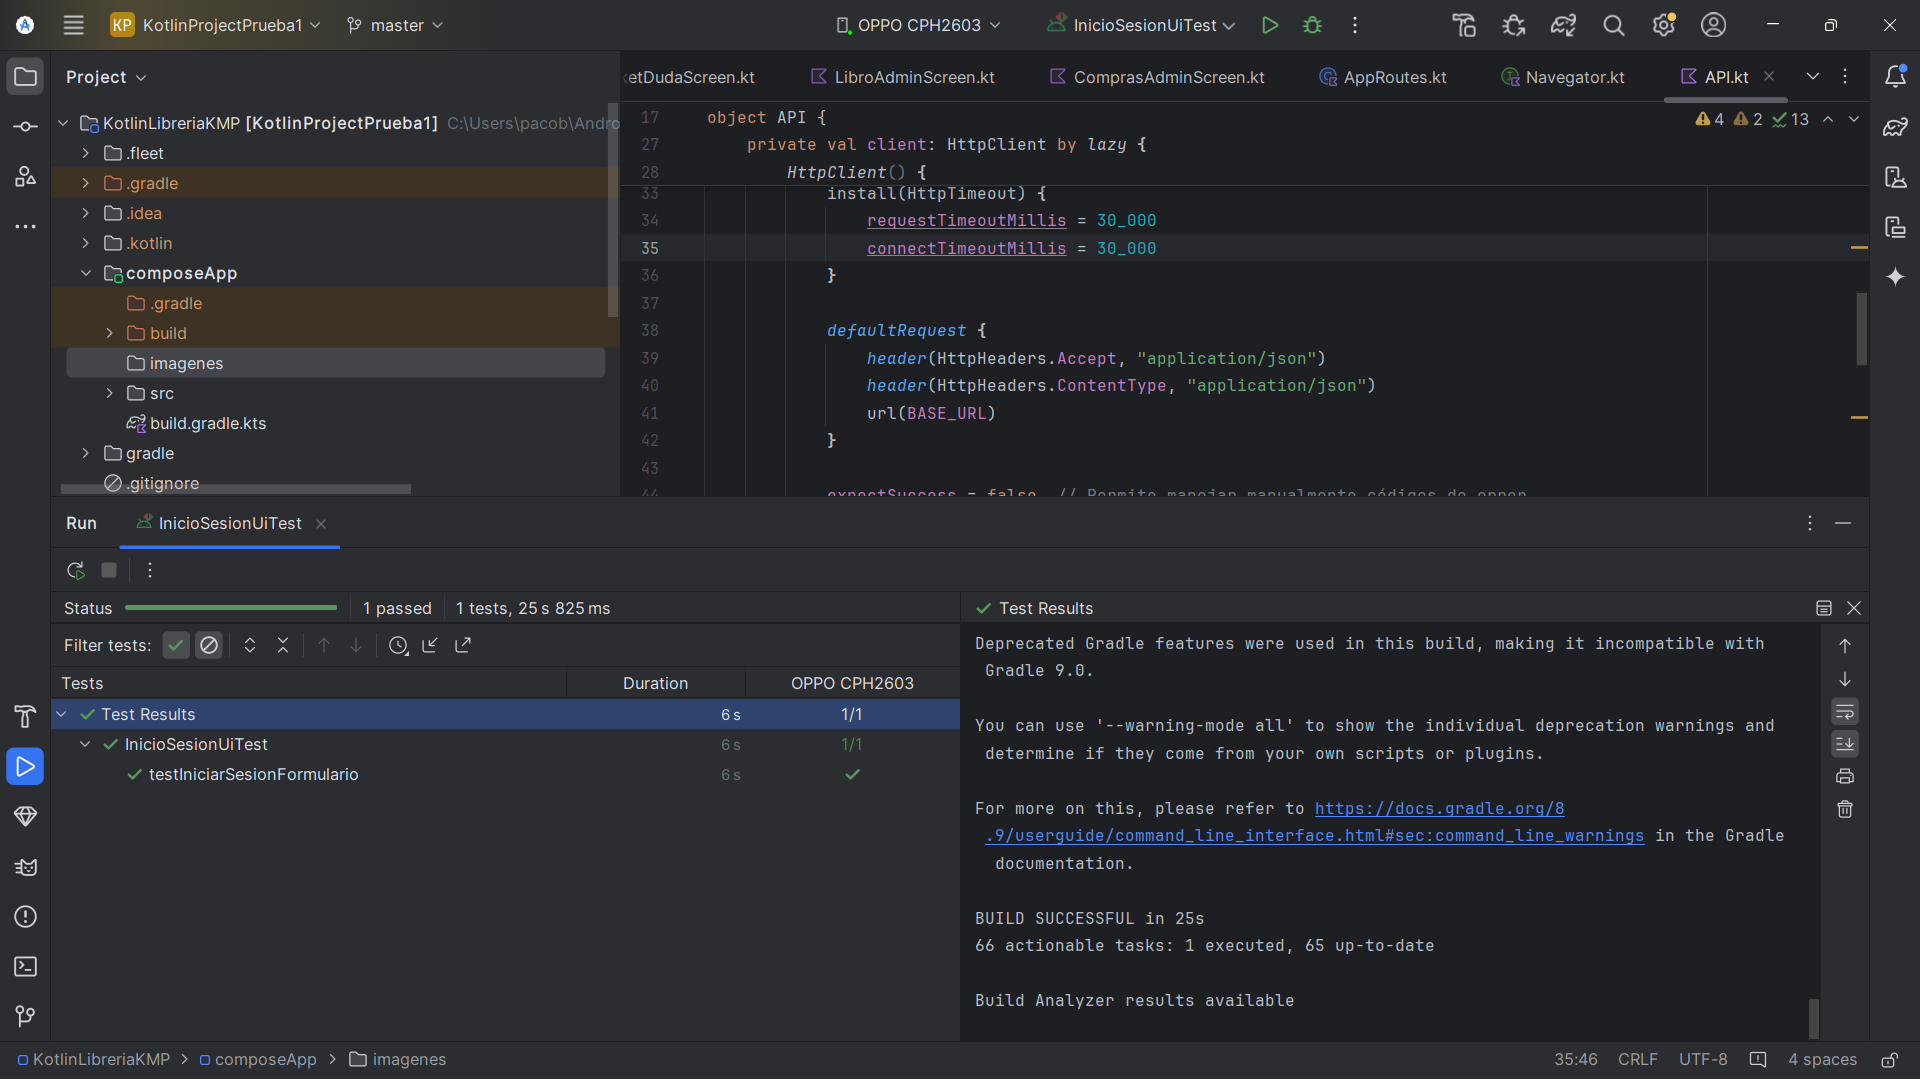 KP KotlinProjectPrueba1 master OPPO CPH2603 InicioSesionUiTest
Project
etDudaScreen.kt LibroAdminScreen.kt ComprasAdminScreen.kt AppRoutes.kt Navegator.kt API.kt
KotlinLibreriaKMP [KotlinProjectPrueba1] C:\Users\pacob\Andro
.fleet
.gradle
.idea
.kotlin
composeApp
.gradle
build
imagenes
src
build.gradle.kts
gradle
.gitignore
4 2 13
17 object API {
27 private val client: HttpClient by lazy {
28 HttpClient() {
33 install(HttpTimeout) {
34 requestTimeoutMillis = 30_000
35 connectTimeoutMillis = 30_000
36 }
37
38 defaultRequest {
39 header(HttpHeaders.Accept, "application/json")
40 header(HttpHeaders.ContentType, "application/json")
41 url(BASE_URL)
42 }
43
44 expectSuccess = false // Permite manejar manualmente códigos de error
Run InicioSesionUiTest
Status 1 passed 1 tests, 25 s 825 ms
Filter tests:
Tests Duration OPPO CPH2603
Test Results 6 s 1/1
InicioSesionUiTest 6 s 1/1
testIniciarSesionFormulario 6 s
Test Results
Deprecated Gradle features were used in this build, making it incompatible with
Gradle 9.0.
You can use '--warning-mode all' to show the individual deprecation warnings and
determine if they come from your own scripts or plugins.
For more on this, please refer to https://docs.gradle.org/8
.9/userguide/command_line_interface.html#sec:command_line_warnings in the Gradle
documentation.
BUILD SUCCESSFUL in 25s
66 actionable tasks: 1 executed, 65 up-to-date
Build Analyzer results available
KotlinLibreriaKMP > composeApp > imagenes
35:46 CRLF UTF-8 4 spaces